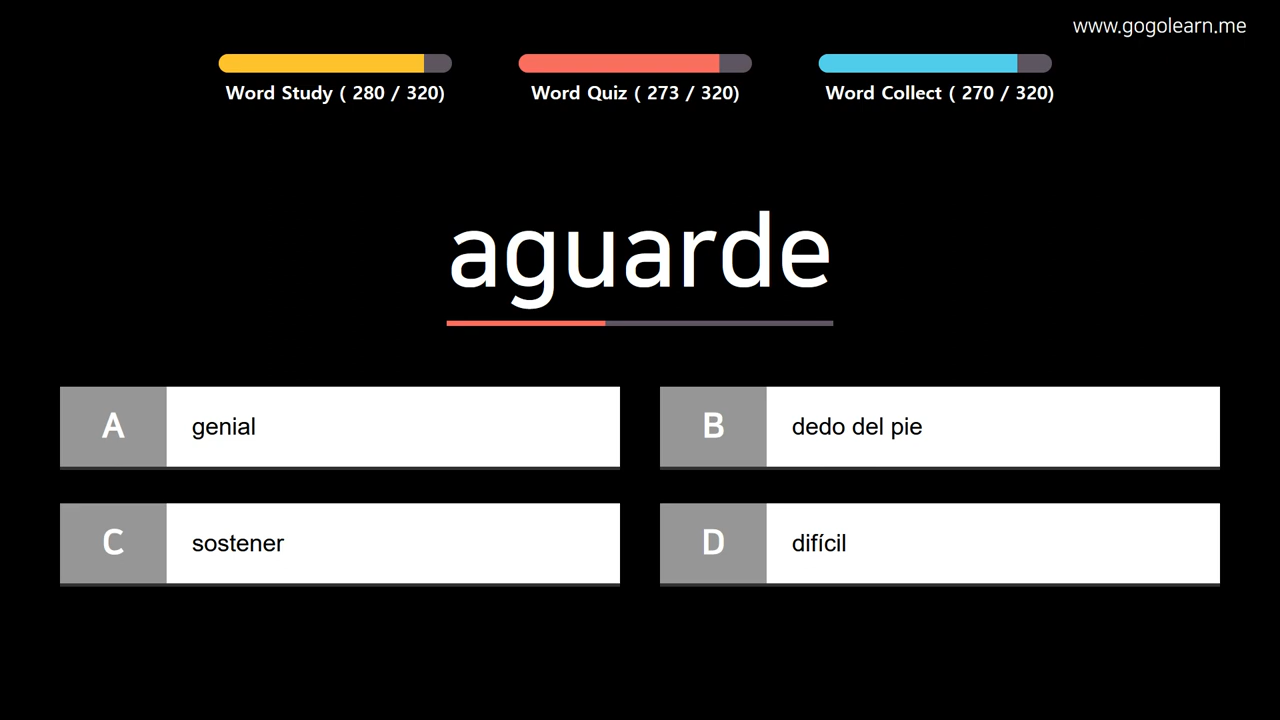 www.gogolearn.me
Word Study ( 280 / 320)
Word Quiz ( 273 / 320)
Word Collect ( 270 / 320)
aguarde
A
genial
B
dedo del pie
C
sostener
D
difícil